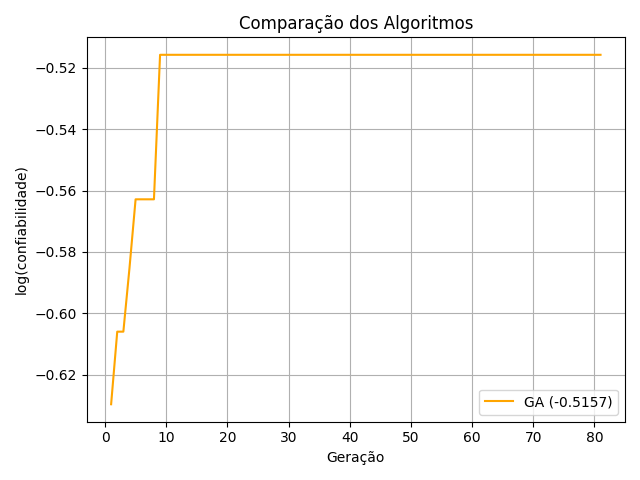 Comparação dos Algoritmos
log(confiabilidade)
−0.52
−0.54
−0.56
−0.58
−0.60
−0.62
GA (-0.5157)
0 10 20 30 40 50 60 70 80
Geração